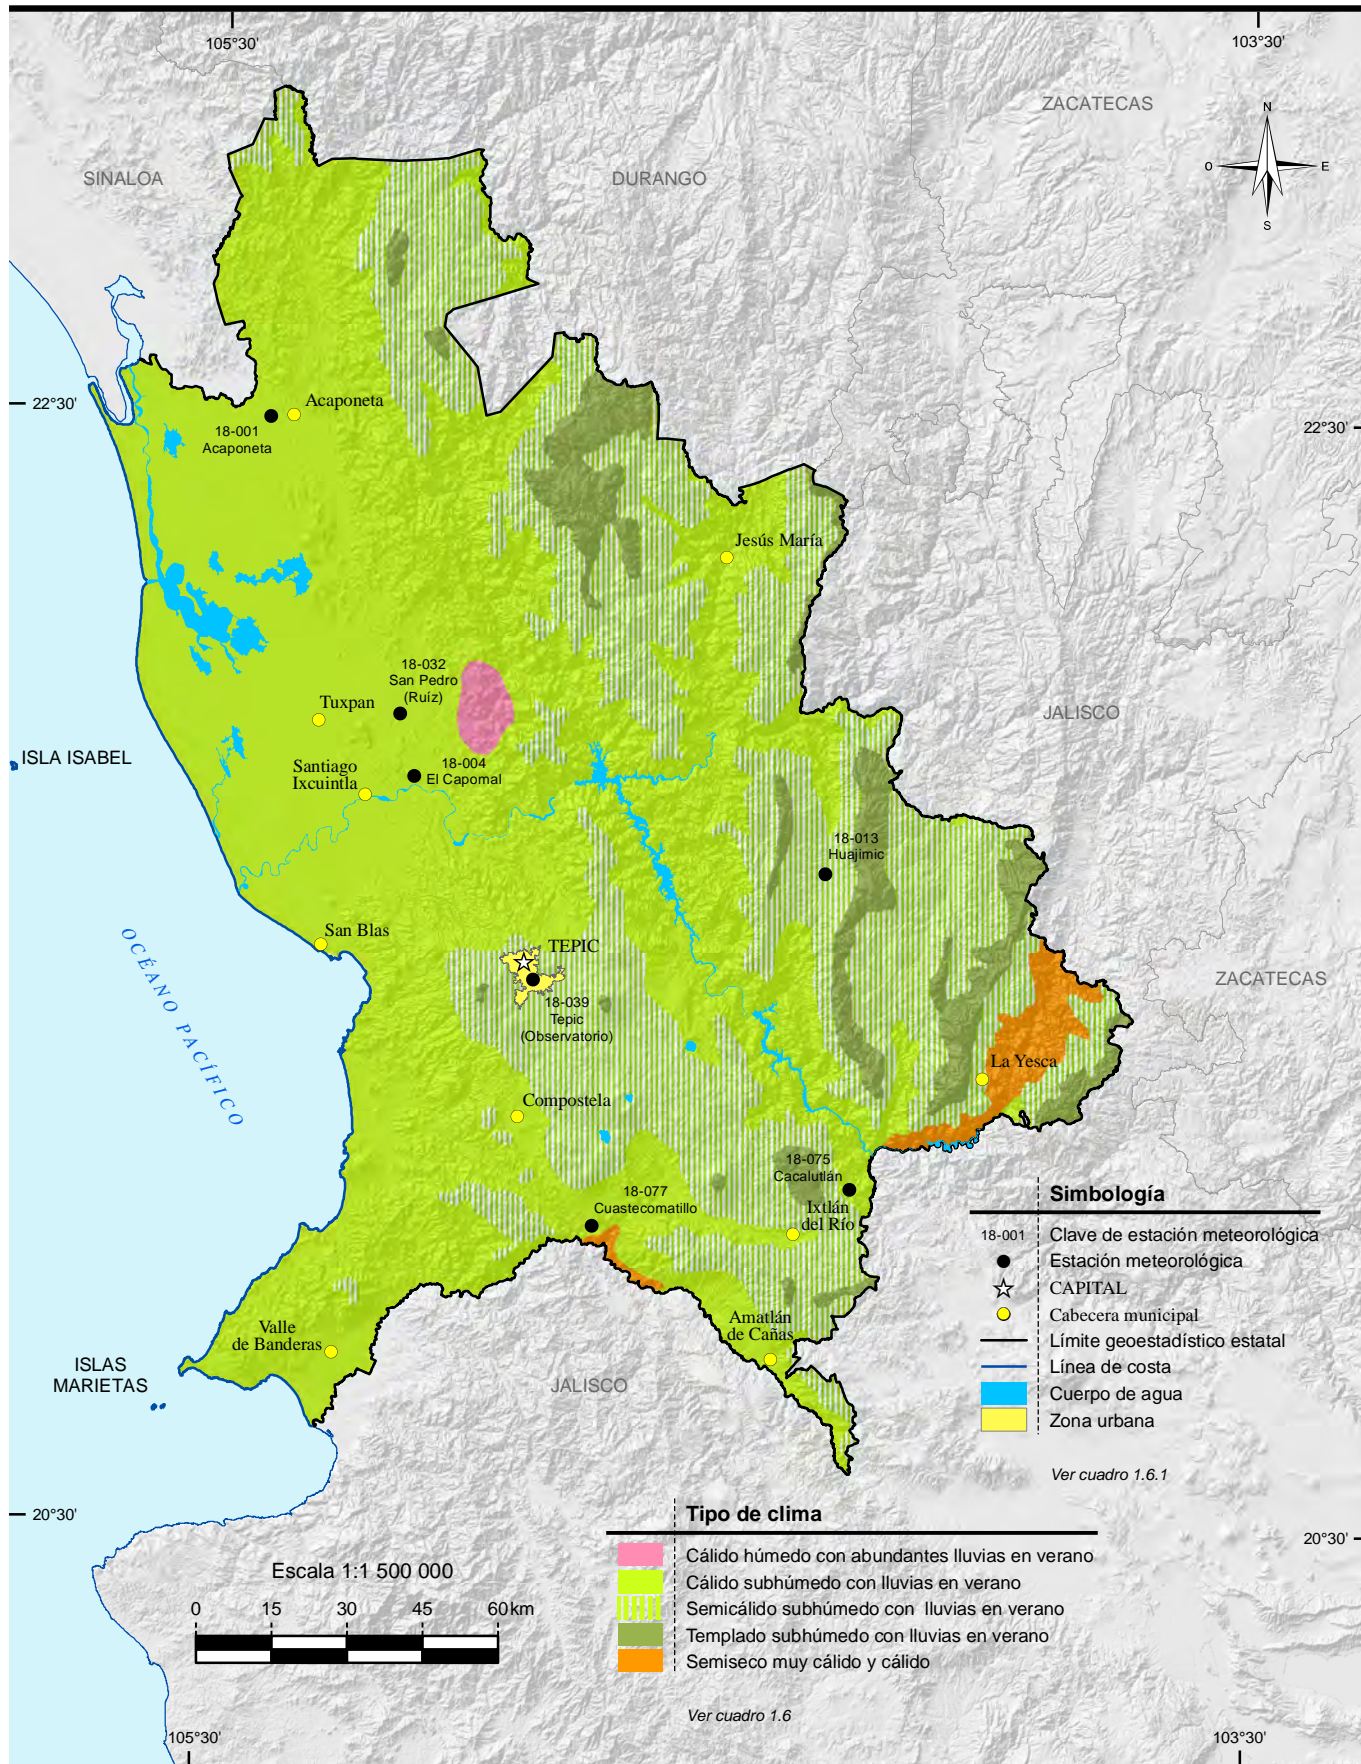 105°30'
103°30'
ZACATECAS
N
O
E
S
SINALOA
DURANGO
22°30'
22°30'
Acaponeta
18-001
Acaponeta
Jesús María
18-032
San Pedro
(Ruíz)
Tuxpan
JALISCO
ISLA ISABEL
Santiago
Ixcuintla
18-004
El Capomal
18-013
Huajimic
San Blas
TEPIC
OCÉANO PACÍFICO
ZACATECAS
18-039
Tepic
(Observatorio)
La Yesca
Compostela
18-075
Cacalutlán
18-077
Cuastecomatillo
Ixtlán
del Río
Valle
de Banderas
Amatlán
de Cañas
ISLAS
MARIETAS
JALISCO
Simbología
18-001 Clave de estación meteorológica
Estación meteorológica
CAPITAL
Cabecera municipal
Límite geoestadístico estatal
Línea de costa
Cuerpo de agua
Zona urbana
Ver cuadro 1.6.1
20°30'
20°30'
Tipo de clima
Cálido húmedo con abundantes lluvias en verano
Cálido subhúmedo con lluvias en verano
Semicálido subhúmedo con lluvias en verano
Templado subhúmedo con lluvias en verano
Semiseco muy cálido y cálido
Ver cuadro 1.6
Escala 1:1 500 000
0 15 30 45 60 km
105°30'
103°30'